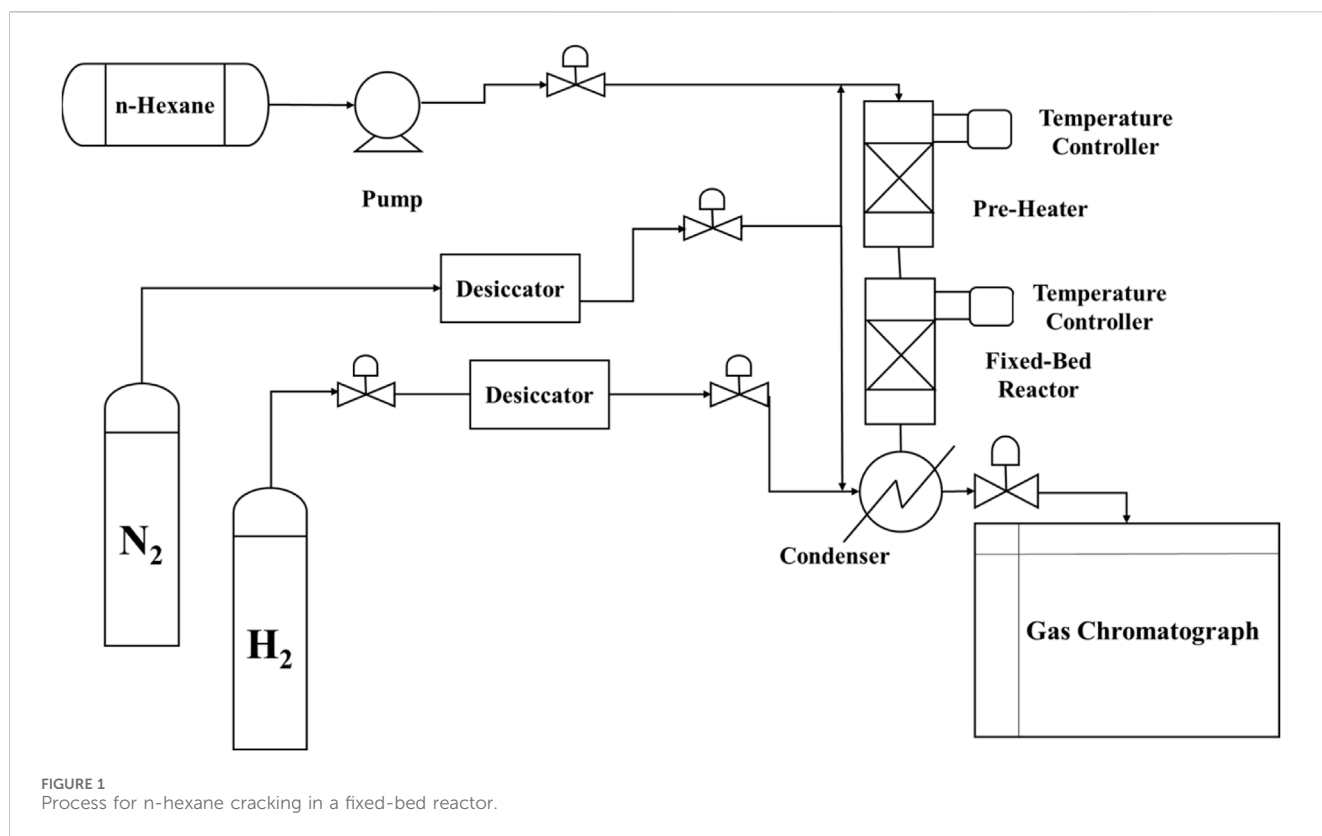 n-Hexane
Pump
Temperature
Controller
Pre-Heater
Desiccator
Temperature
Controller
Fixed-Bed
Reactor
Desiccator
N₂
H₂
Condenser
Gas Chromatograph
FIGURE 1
Process for n-hexane cracking in a fixed-bed reactor.